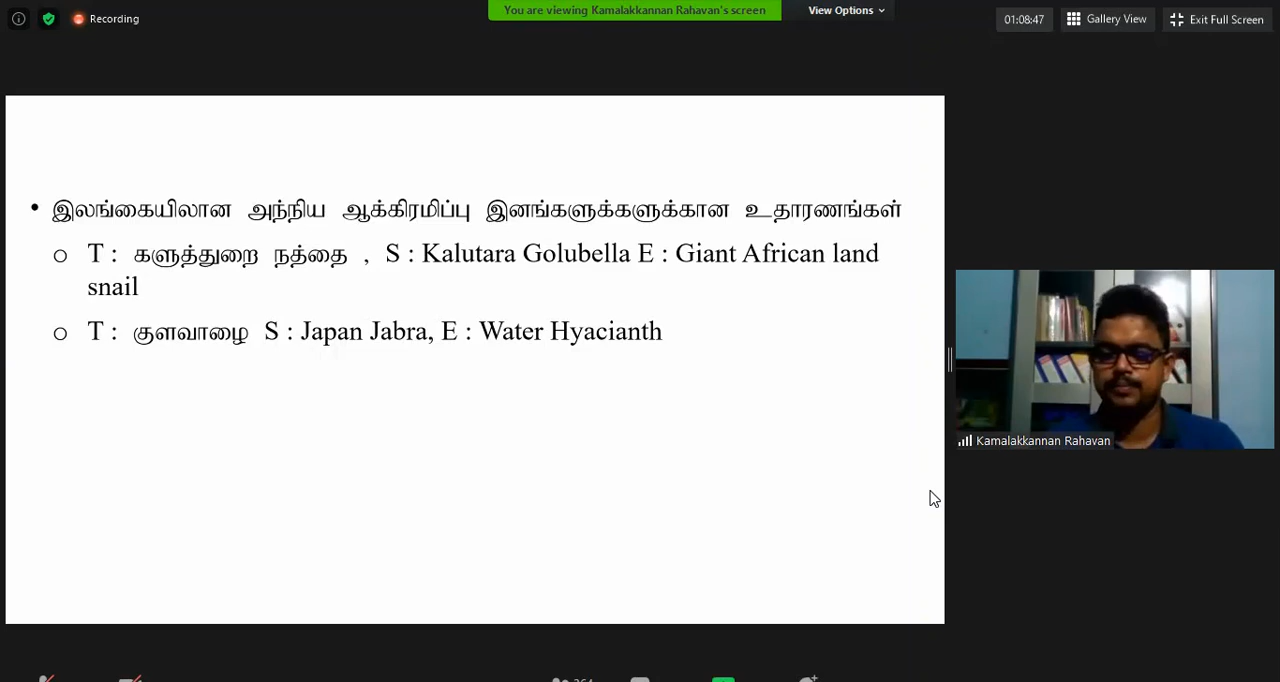 Recording
You are viewing Kamalakkannan Rahavan's screen
View Options
01:08:47
Gallery View
Exit Full Screen
• இலங்கையிலான அந்நிய ஆக்கிரமிப்பு இனங்களுக்களுக்கான உதாரணங்கள்
o T : களுத்துறை நத்தை , S : Kalutara Golubella E : Giant African land
snail
o T : குளவாழை S : Japan Jabra, E : Water Hyacianth
Kamalakkannan Rahavan